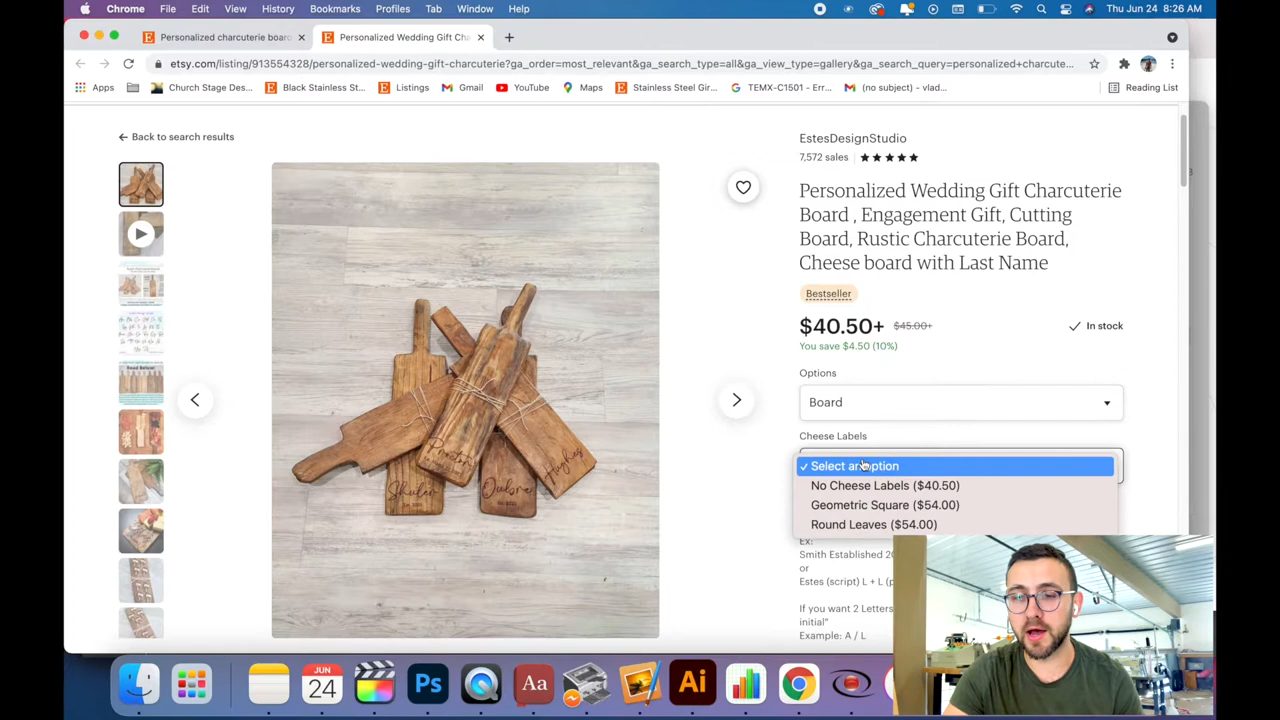 Chrome File Edit View History Bookmarks Profiles Tab Window Help
Thu Jun 24 8:26 AM
Personalized charcuterie board
Personalized Wedding Gift Cha
etsy.com/listing/913554328/personalized-wedding-gift-charcuterie?ga_order=most_relevant&ga_search_type=all&ga_view_type=gallery&ga_search_query=personalized+charcute...
Apps Church Stage Des... Black Stainless St... Listings Gmail YouTube Maps Stainless Steel Gir... TEMX-C1501 - Err... (no subject) - vlad... Reading List
Back to search results
EstesDesignStudio
7,572 sales
Personalized Wedding Gift Charcuterie
Board , Engagement Gift, Cutting
Board, Rustic Charcuterie Board,
Cheese board with Last Name
Bestseller
$40.50+ $45.00+
In stock
You save $4.50 (10%)
Options
Board
Cheese Labels
✓ Select an option
No Cheese Labels ($40.50)
Geometric Square ($54.00)
Round Leaves ($54.00)
Ex:
Smith Established 20
or
Estes (script) L + L (p
If you want 2 Letters
initial"
Example: A / L
Hughes
JUN
24
Ps
Aa
Ai